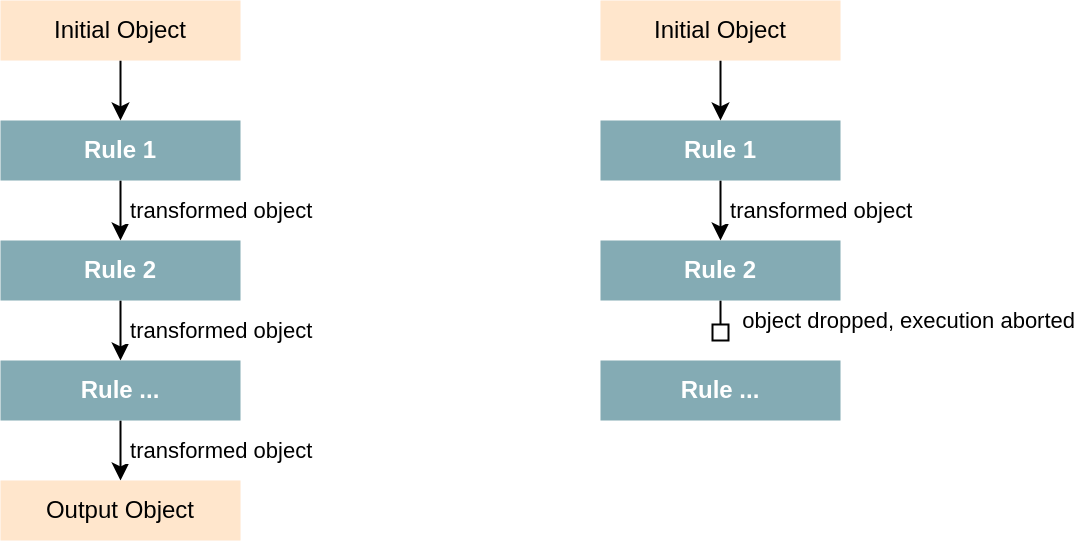 Initial Object
Rule 1
transformed object
Rule 2
transformed object
Rule ...
transformed object
Output Object
Initial Object
Rule 1
transformed object
Rule 2
object dropped, execution aborted
Rule ...